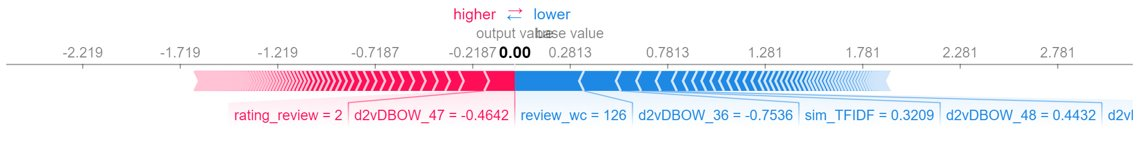 higher ⇄ lower
output value base value
-2.219 -1.719 -1.219 -0.7187 -0.2187 0.00 0.2813 0.7813 1.281 1.781 2.281 2.781
rating_review = 2 d2vDBOW_47 = -0.4642 review_wc = 126 d2vDBOW_36 = -0.7536 sim_TFIDF = 0.3209 d2vDBOW_48 = 0.4432